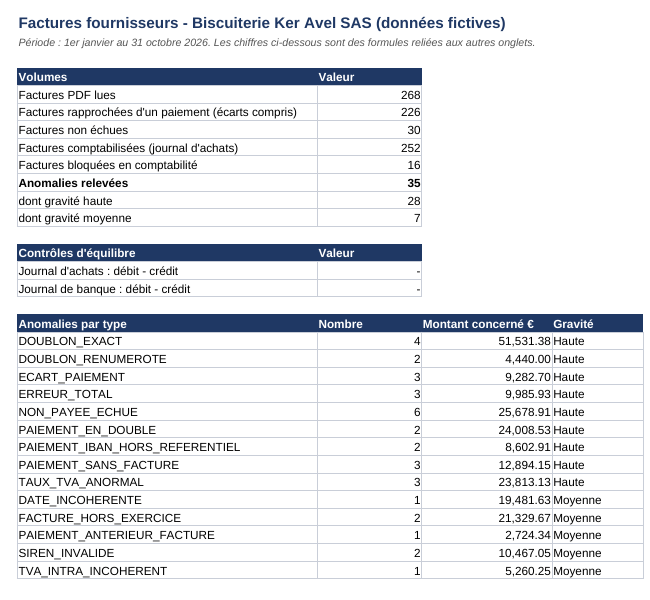 Factures fournisseurs - Biscuiterie Ker Avel SAS (données fictives)
Période : 1er janvier au 31 octobre 2026. Les chiffres ci-dessous sont des formules reliées aux autres onglets.
Volumes Valeur
Factures PDF lues 268
Factures rapprochées d'un paiement (écarts compris) 226
Factures non échues 30
Factures comptabilisées (journal d'achats) 252
Factures bloquées en comptabilité 16
Anomalies relevées 35
dont gravité haute 28
dont gravité moyenne 7
Contrôles d'équilibre Valeur
Journal d'achats : débit - crédit -
Journal de banque : débit - crédit -
Anomalies par type Nombre Montant concerné € Gravité
DOUBLON_EXACT 4 51,531.38 Haute
DOUBLON_RENUMEROTE 2 4,440.00 Haute
ECART_PAIEMENT 3 9,282.70 Haute
ERREUR_TOTAL 3 9,985.93 Haute
NON_PAYEE_ECHUE 6 25,678.91 Haute
PAIEMENT_EN_DOUBLE 2 24,008.53 Haute
PAIEMENT_IBAN_HORS_REFERENTIEL 2 8,602.91 Haute
PAIEMENT_SANS_FACTURE 3 12,894.15 Haute
TAUX_TVA_ANORMAL 3 23,813.13 Haute
DATE_INCOHERENTE 1 19,481.63 Moyenne
FACTURE_HORS_EXERCICE 2 21,329.67 Moyenne
PAIEMENT_ANTERIEUR_FACTURE 1 2,724.34 Moyenne
SIREN_INVALIDE 2 10,467.05 Moyenne
TVA_INTRA_INCOHERENT 1 5,260.25 Moyenne